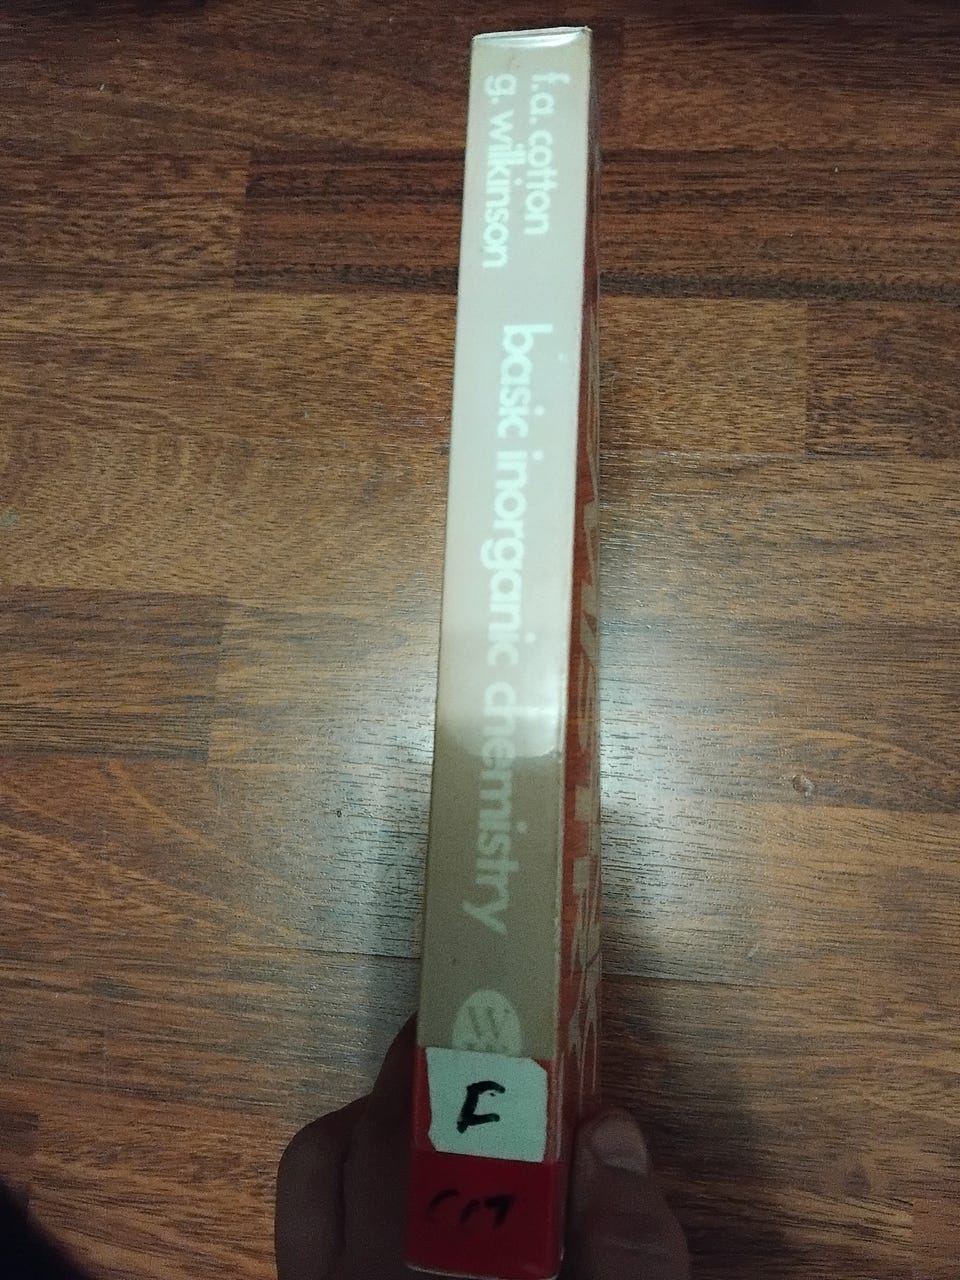 f.a. cotton
g. wilkinson
basic inorganic chemistry